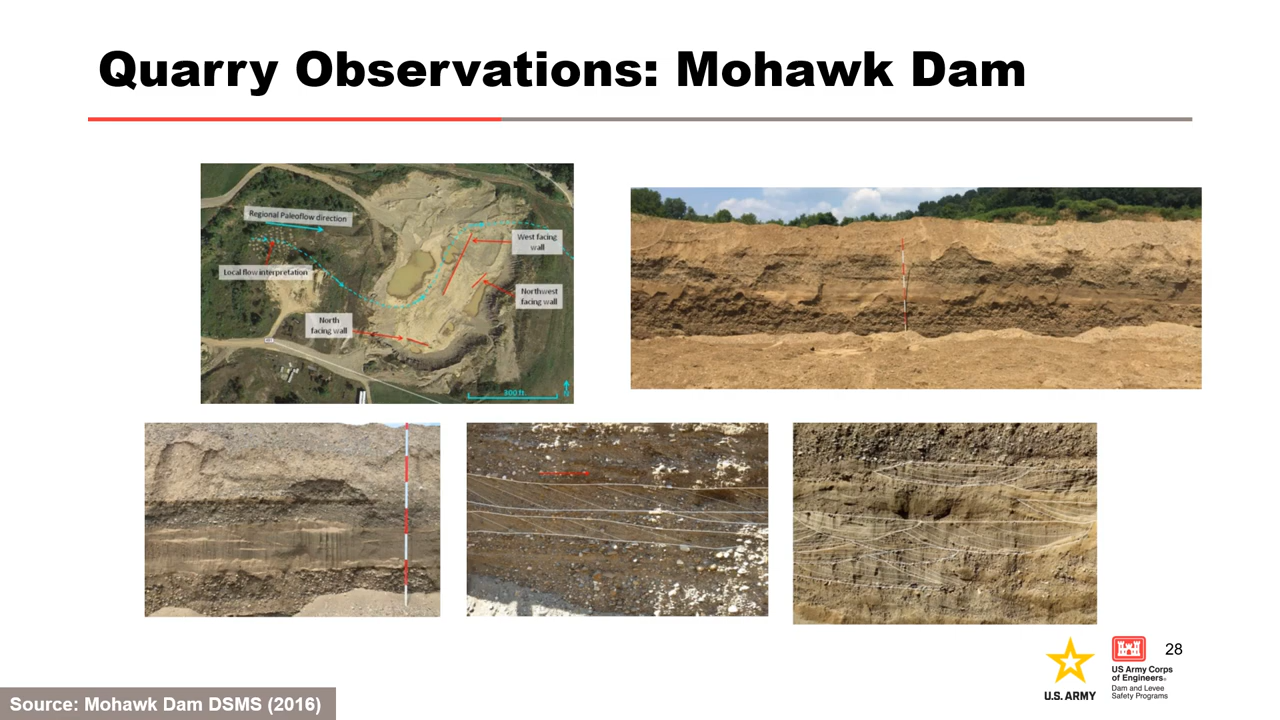 Quarry Observations: Mohawk Dam
Regional Paleoflow direction
West facing
wall
Local flow interpretation
Northwest
facing wall
North
facing wall
300 ft.
N
28
U.S. ARMY
US Army Corps
of Engineers®
Dam and Levee
Safety Programs
Source: Mohawk Dam DSMS (2016)